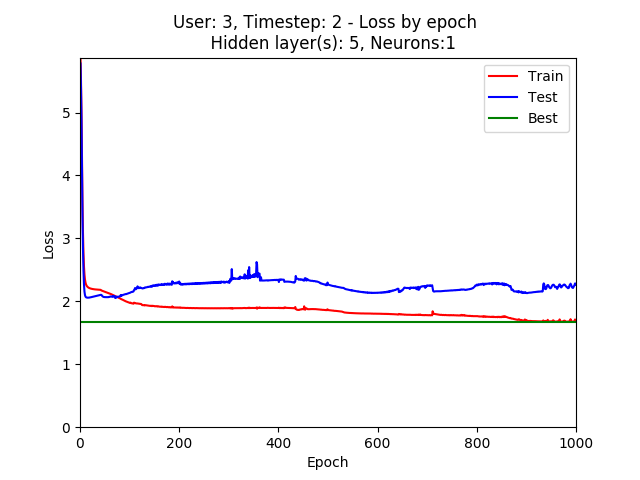 User: 3, Timestep: 2 - Loss by epoch
Hidden layer(s): 5, Neurons:1
Train
Test
Best
Loss
5
4
3
2
1
0
0 200 400 600 800 1000
Epoch